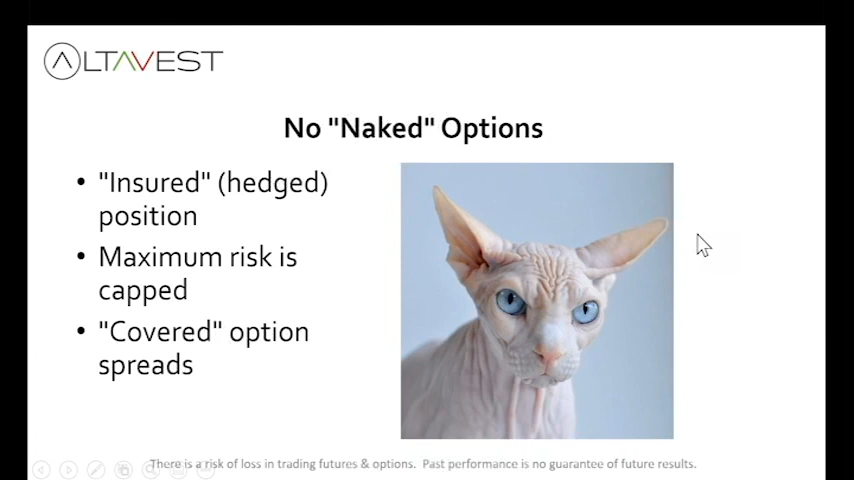 ALTAVEST
No "Naked" Options
• "Insured" (hedged)
position
• Maximum risk is
capped
• "Covered" option
spreads
There is a risk of loss in trading futures & options. Past performance is no guarantee of future results.